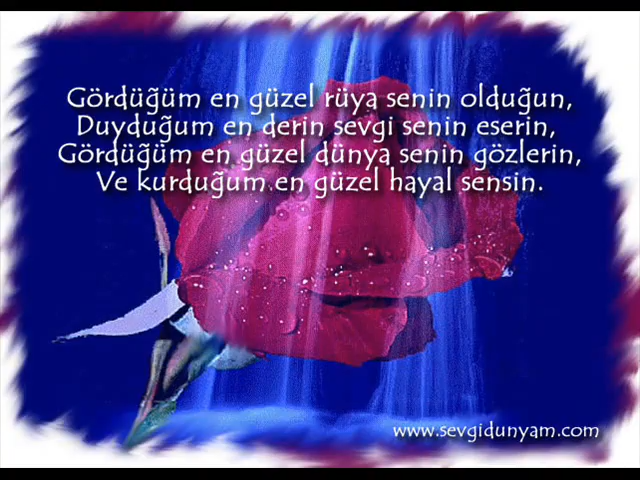 Gördüğüm en güzel rüya senin olduğun,
Duyduğum en derin sevgi senin eserin,
Gördüğüm en güzel dünya senin gözlerin,
Ve kurduğum en güzel hayal sensin.
www.sevgidunyam.com